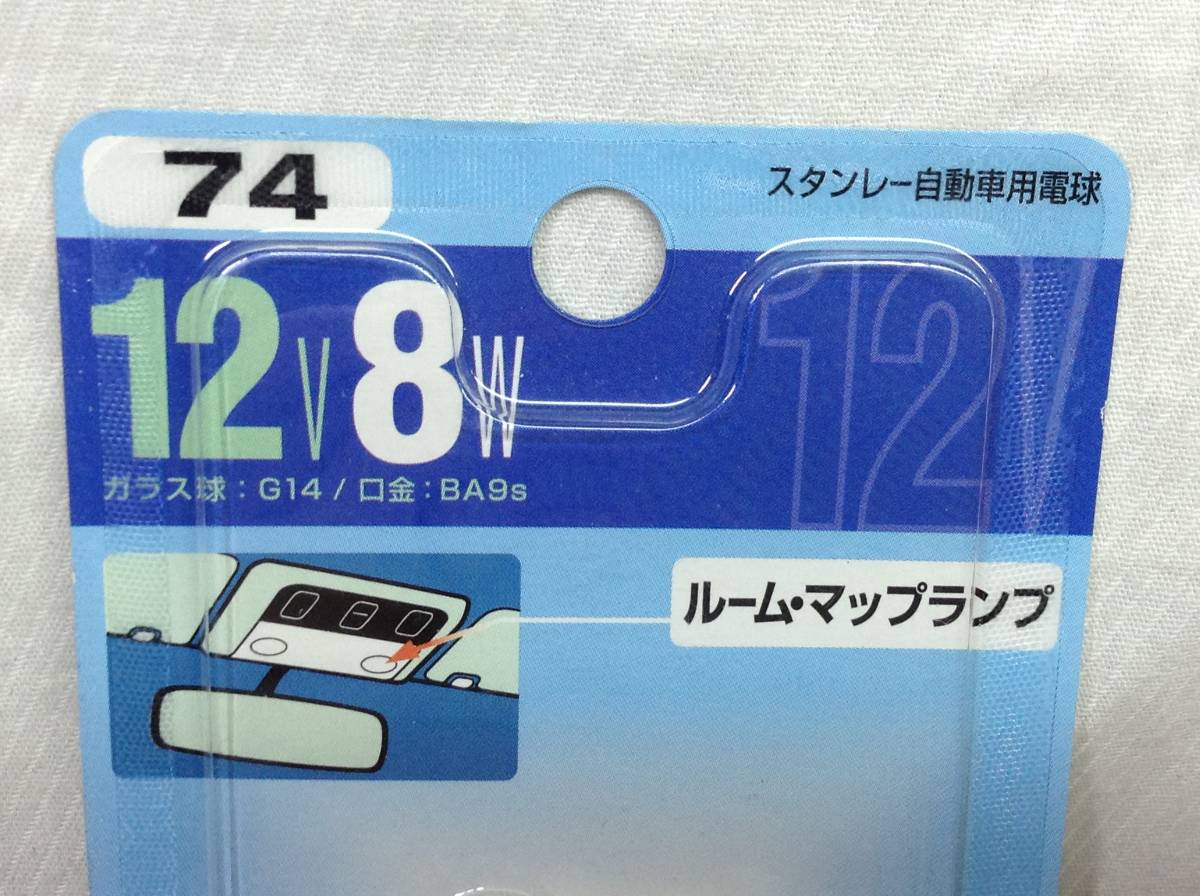 74
スタンレー自動車用電球
12V 8W
12V
ガラス球：G14 / 口金：BA9s
ルーム・マップランプ